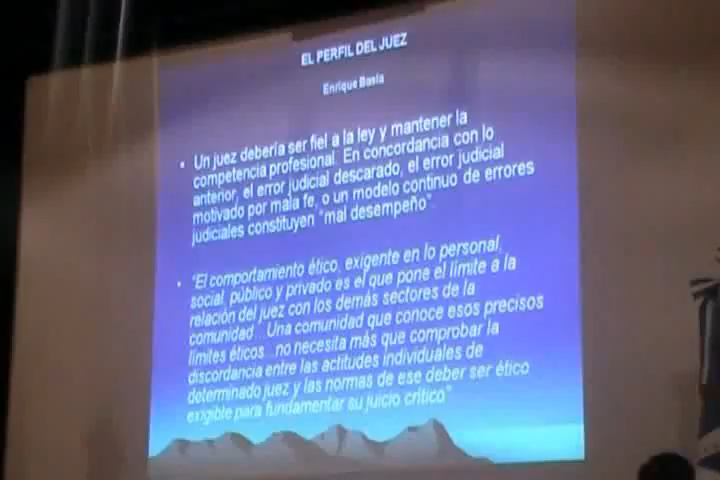 EL PERFIL DEL JUEZ
Enrique Basla
• Un juez debería ser fiel a la ley y mantener la
competencia profesional. En concordancia con lo
anterior, el error judicial descarado, el error judicial
motivado por mala fe, o un modelo continuo de errores
judiciales constituyen "mal desempeño".
• "El comportamiento ético, exigente en lo personal,
social, público y privado es el que pone el límite a la
relación del juez con los demás sectores de la
comunidad...Una comunidad que conoce esos precisos
límites éticos...no necesita más que comprobar la
discordancia entre las actitudes individuales de
determinado juez y las normas de ese deber ser ético
exigible para fundamentar su juicio crítico"